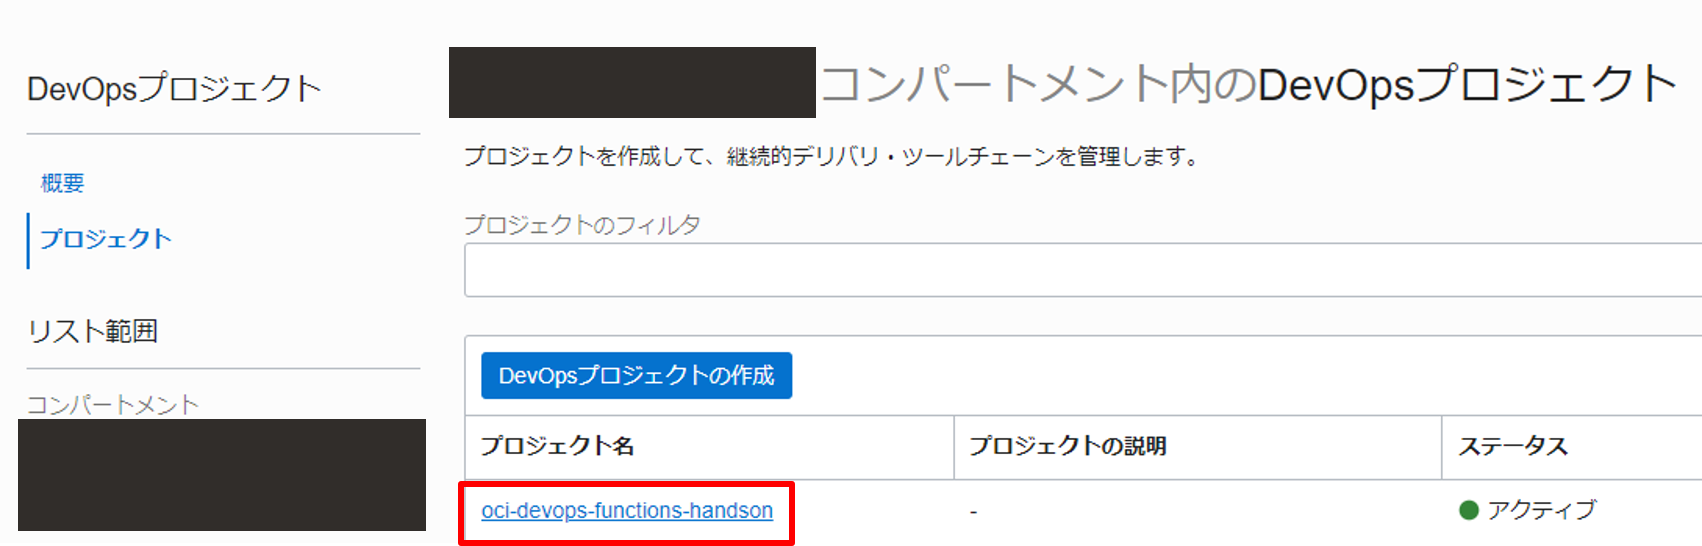 DevOpsプロジェクト
概要
プロジェクト
リスト範囲
コンパートメント
コンパートメント内のDevOpsプロジェクト
プロジェクトを作成して、継続的デリバリ・ツールチェーンを管理します。
プロジェクトのフィルタ
DevOpsプロジェクトの作成
プロジェクト名 プロジェクトの説明 ステータス
oci-devops-functions-handson - アクティブ